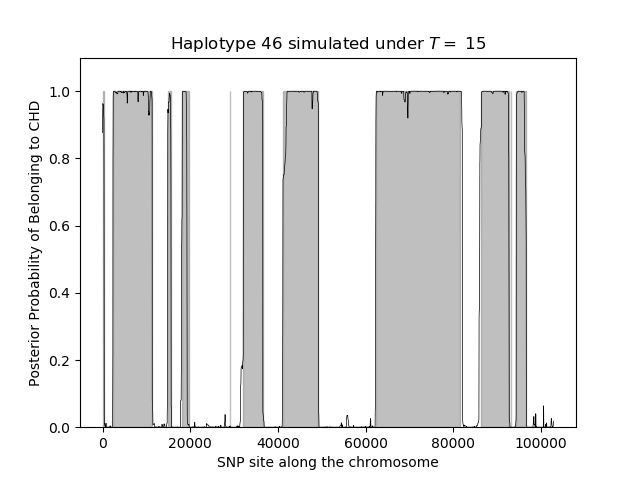 Haplotype 46 simulated under T = 15
Posterior Probability of Belonging to CHD
1.0
0.8
0.6
0.4
0.2
0.0
0 20000 40000 60000 80000 100000
SNP site along the chromosome